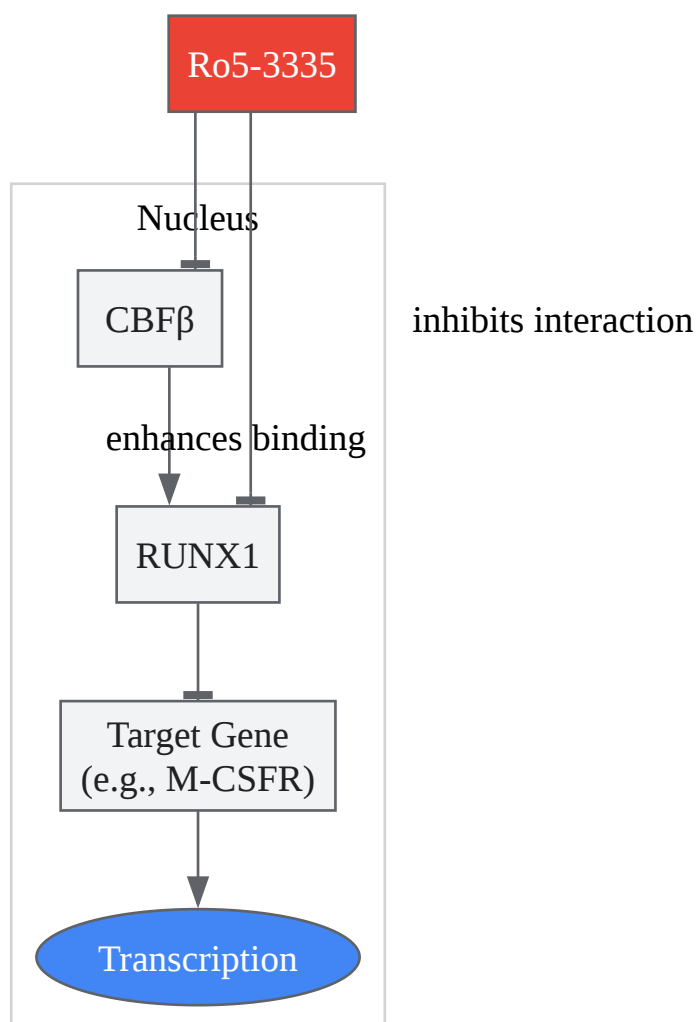 Ro5-3335
Nucleus
CBFβ
inhibits interaction
enhances binding
RUNX1
Target Gene
(e.g., M-CSFR)
Transcription